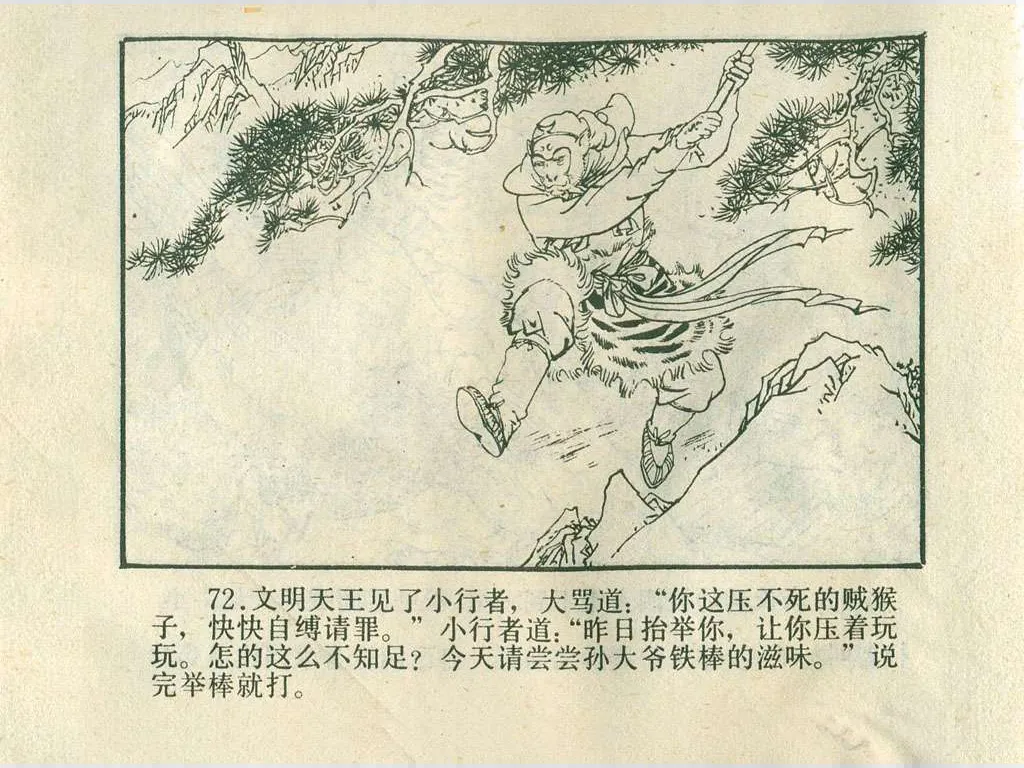 72.文明天王见了小行者，大骂道：“你这压不死的贼猴
子，快快自缚请罪。”小行者道：“昨日抬举你，让你压着玩
玩。怎的这么不知足？今天请尝尝孙大爷铁棒的滋味。”说
完举棒就打。